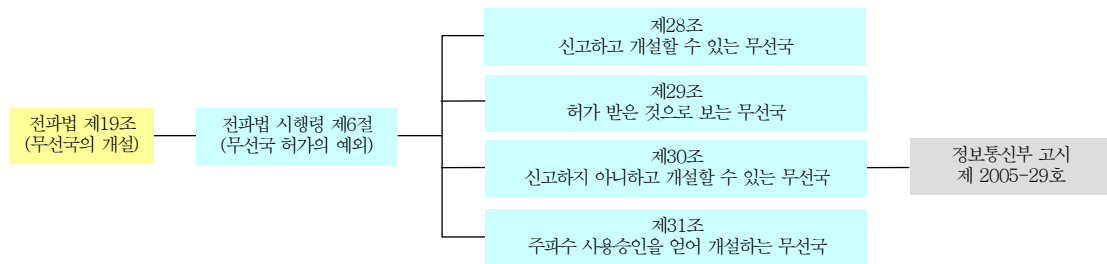 전파법 제19조
(무선국의 개설)
전파법 시행령 제6절
(무선국 허가의 예외)
제28조
신고하고 개설할 수 있는 무선국
제29조
허가 받은 것으로 보는 무선국
제30조
신고하지 아니하고 개설할 수 있는 무선국
제31조
주파수 사용승인을 얻어 개설하는 무선국
정보통신부 고시
제 2005-29호